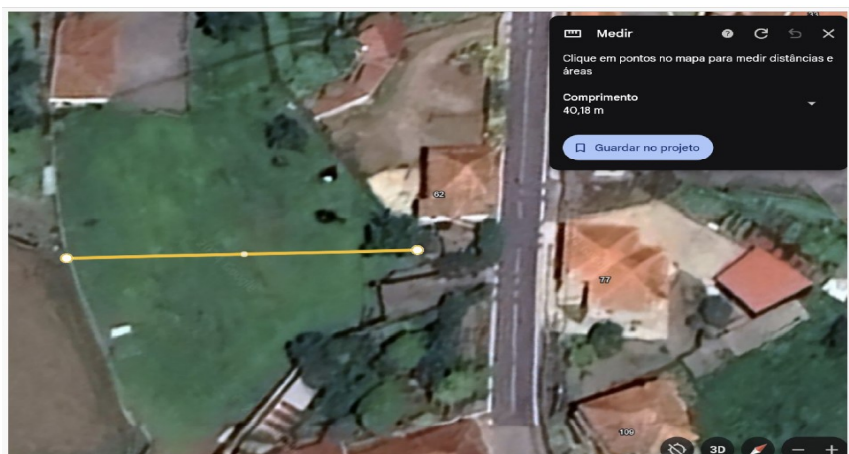 Medir
Clique em pontos no mapa para medir distâncias e
áreas
Comprimento
40,18 m
Guardar no projeto
62
77
109
3D